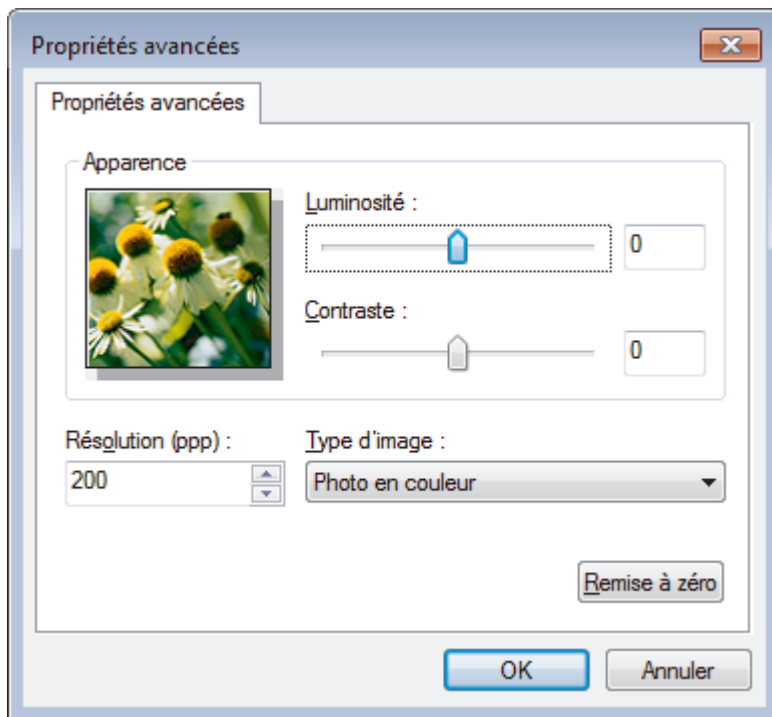 Propriétés avancées
Propriétés avancées
Apparence
Luminosité :
0
Contraste :
0
Résolution (ppp) :
Type d'image :
200
Photo en couleur
Remise à zéro
OK
Annuler